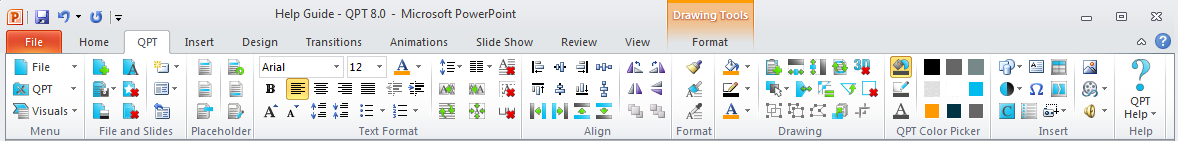 Help Guide - QPT 8.0 - Microsoft PowerPoint
Drawing Tools
File Home QPT Insert Design Transitions Animations Slide Show Review View Format
File Arial 12
QPT B
Visuals A A
QPT
Help
Menu File and Slides Placeholder Text Format Align Format Drawing QPT Color Picker Insert Help